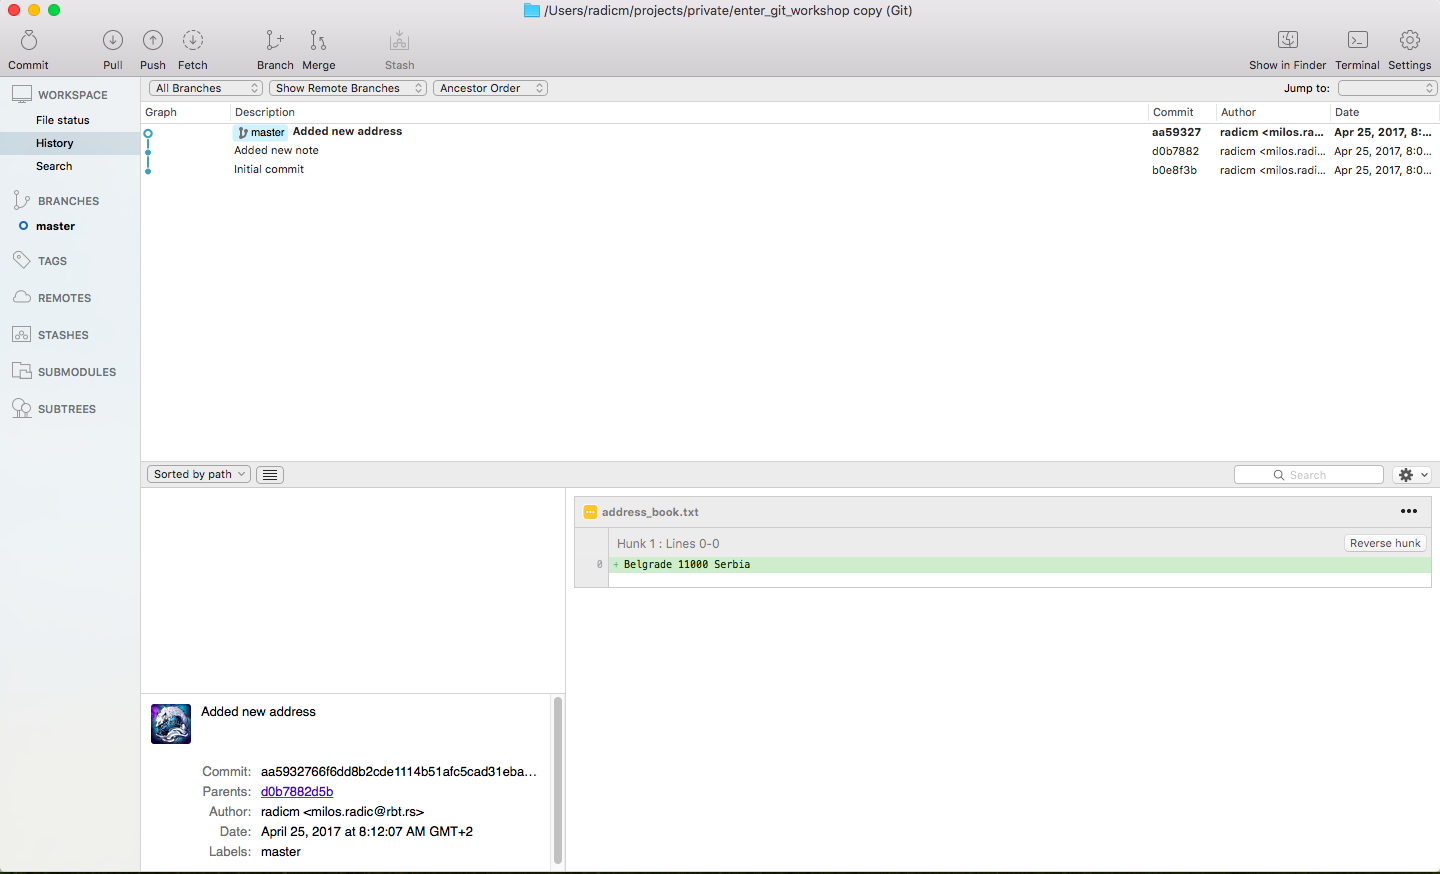 /Users/radicm/projects/private/enter_git_workshop copy (Git)
Commit Pull Push Fetch Branch Merge Stash Show in Finder Terminal Settings
All Branches Show Remote Branches Ancestor Order Jump to:
WORKSPACE
File status
History
Search
BRANCHES
master
TAGS
REMOTES
STASHES
SUBMODULES
SUBTREES
Graph Description Commit Author Date
master Added new address aa59327 radicm <milos.ra... Apr 25, 2017, 8:...
Added new note d0b7882 radicm <milos.radi... Apr 25, 2017, 8:0...
Initial commit b0e8f3b radicm <milos.radi... Apr 25, 2017, 8:0...
Sorted by path Search
address_book.txt
Hunk 1 : Lines 0-0 Reverse hunk
0 + Belgrade 11000 Serbia
Added new address
Commit: aa5932766f6dd8b2cde1114b51afc5cad31eba...
Parents: d0b7882d5b
Author: radicm <milos.radic@rbt.rs>
Date: April 25, 2017 at 8:12:07 AM GMT+2
Labels: master